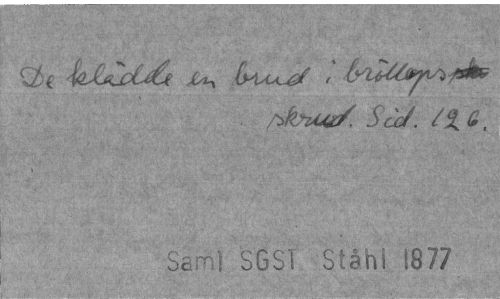 De klädde en brud i bröllops
skrud. Sid. 126.
Saml SGST Ståhl 1877